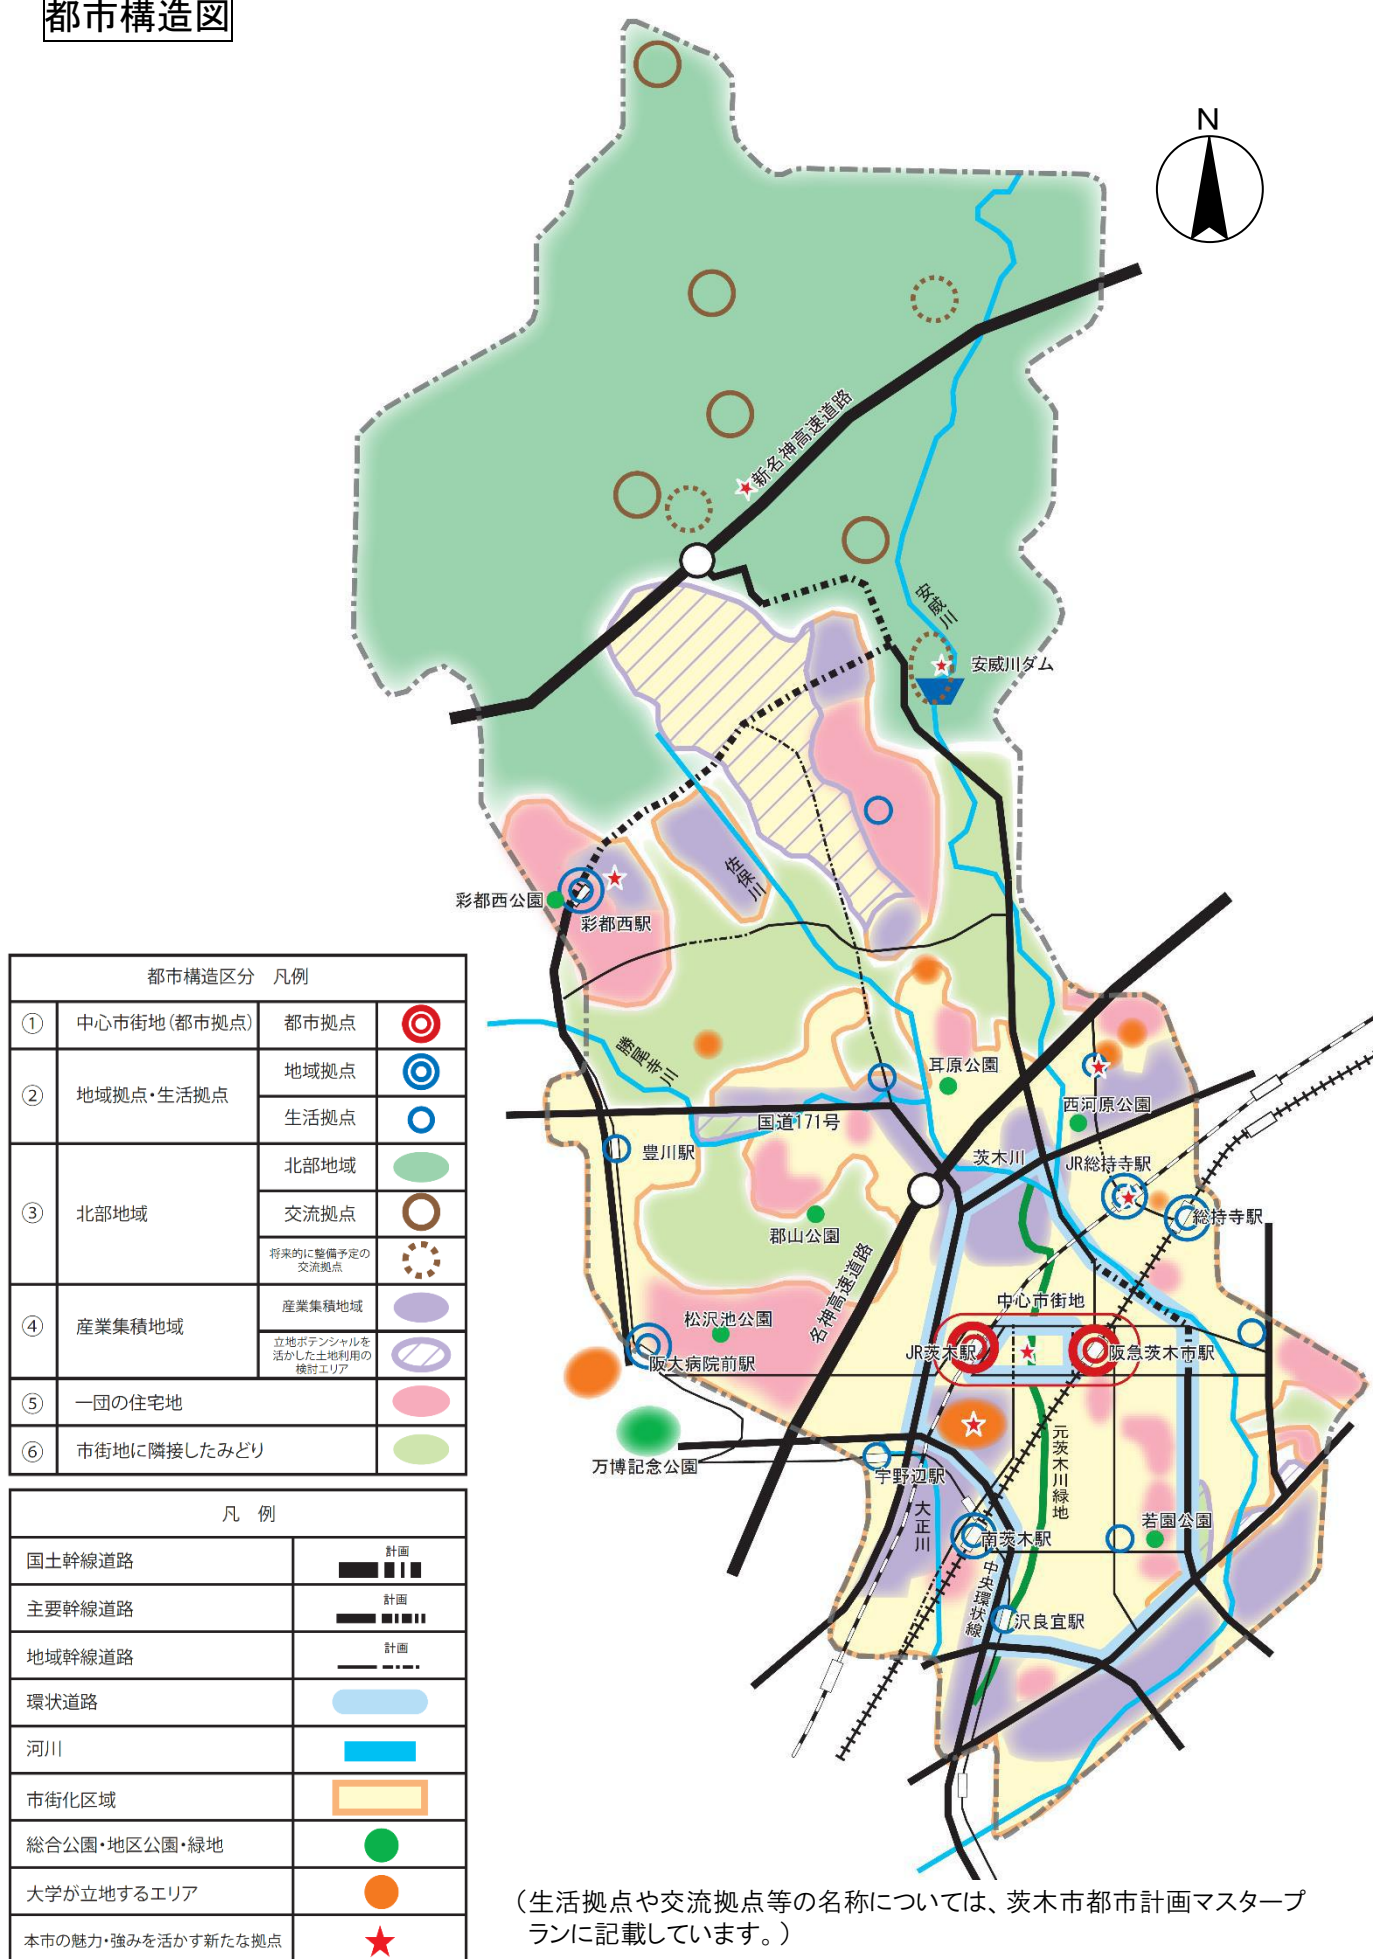 都市構造図
N
新名神高速道路
安威川
安威川ダム
佐保川
彩都西公園
彩都西駅
勝尾寺川
耳原公園
西河原公園
国道171号
豊川駅
茨木川
JR総持寺駅
総持寺駅
郡山公園
名神高速道路
中心市街地
松沢池公園
JR茨木駅
阪急茨木市駅
阪大病院前駅
万博記念公園
宇野辺駅
元茨木川緑地
大正川
南茨木駅
若園公園
中央環状線
沢良宜駅
都市構造区分 凡例
① 中心市街地(都市拠点) 都市拠点
② 地域拠点・生活拠点 地域拠点
生活拠点
③ 北部地域 北部地域
交流拠点
将来的に整備予定の
交流拠点
④ 産業集積地域 産業集積地域
立地ポテンシャルを
活かした土地利用の
検討エリア
⑤ 一団の住宅地
⑥ 市街地に隣接したみどり
凡 例
国土幹線道路 計画
主要幹線道路 計画
地域幹線道路 計画
環状道路
河川
市街化区域
総合公園・地区公園・緑地
大学が立地するエリア
本市の魅力・強みを活かす新たな拠点
(生活拠点や交流拠点等の名称については、茨木市都市計画マスタープ
ランに記載しています。)